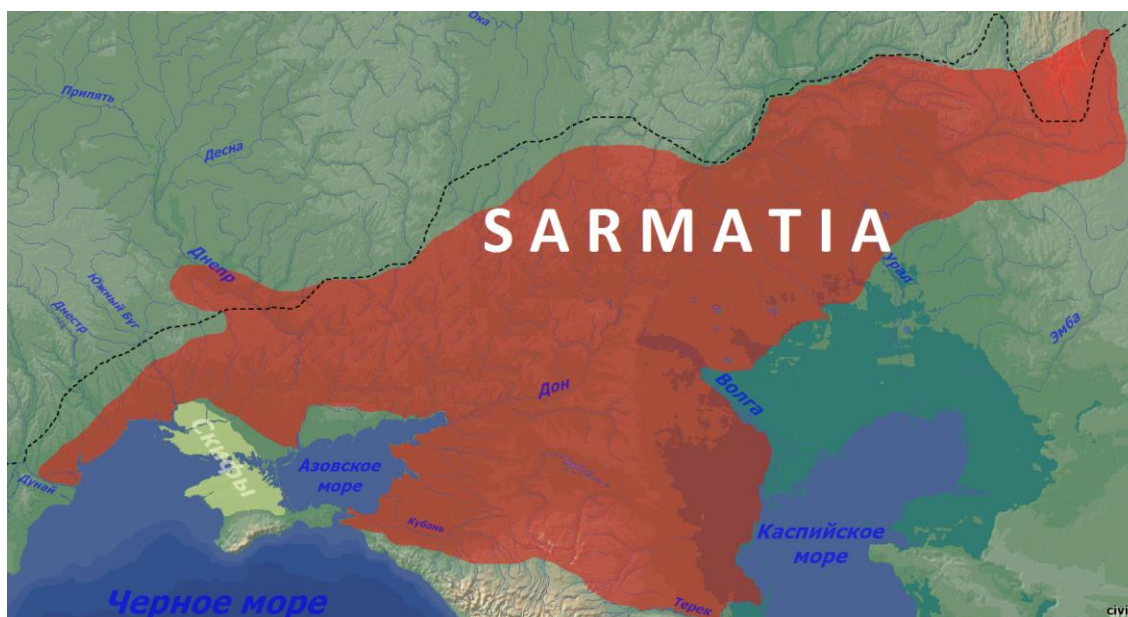 Ока
Припять
Десна
SARMATIA
Днепр
Южный Буг
Днестр
Урал
Эмба
Дон
Волга
Скифы
Дунай
Азовское
море
Кубань
Каспийское
море
Терек
Черное море
civi